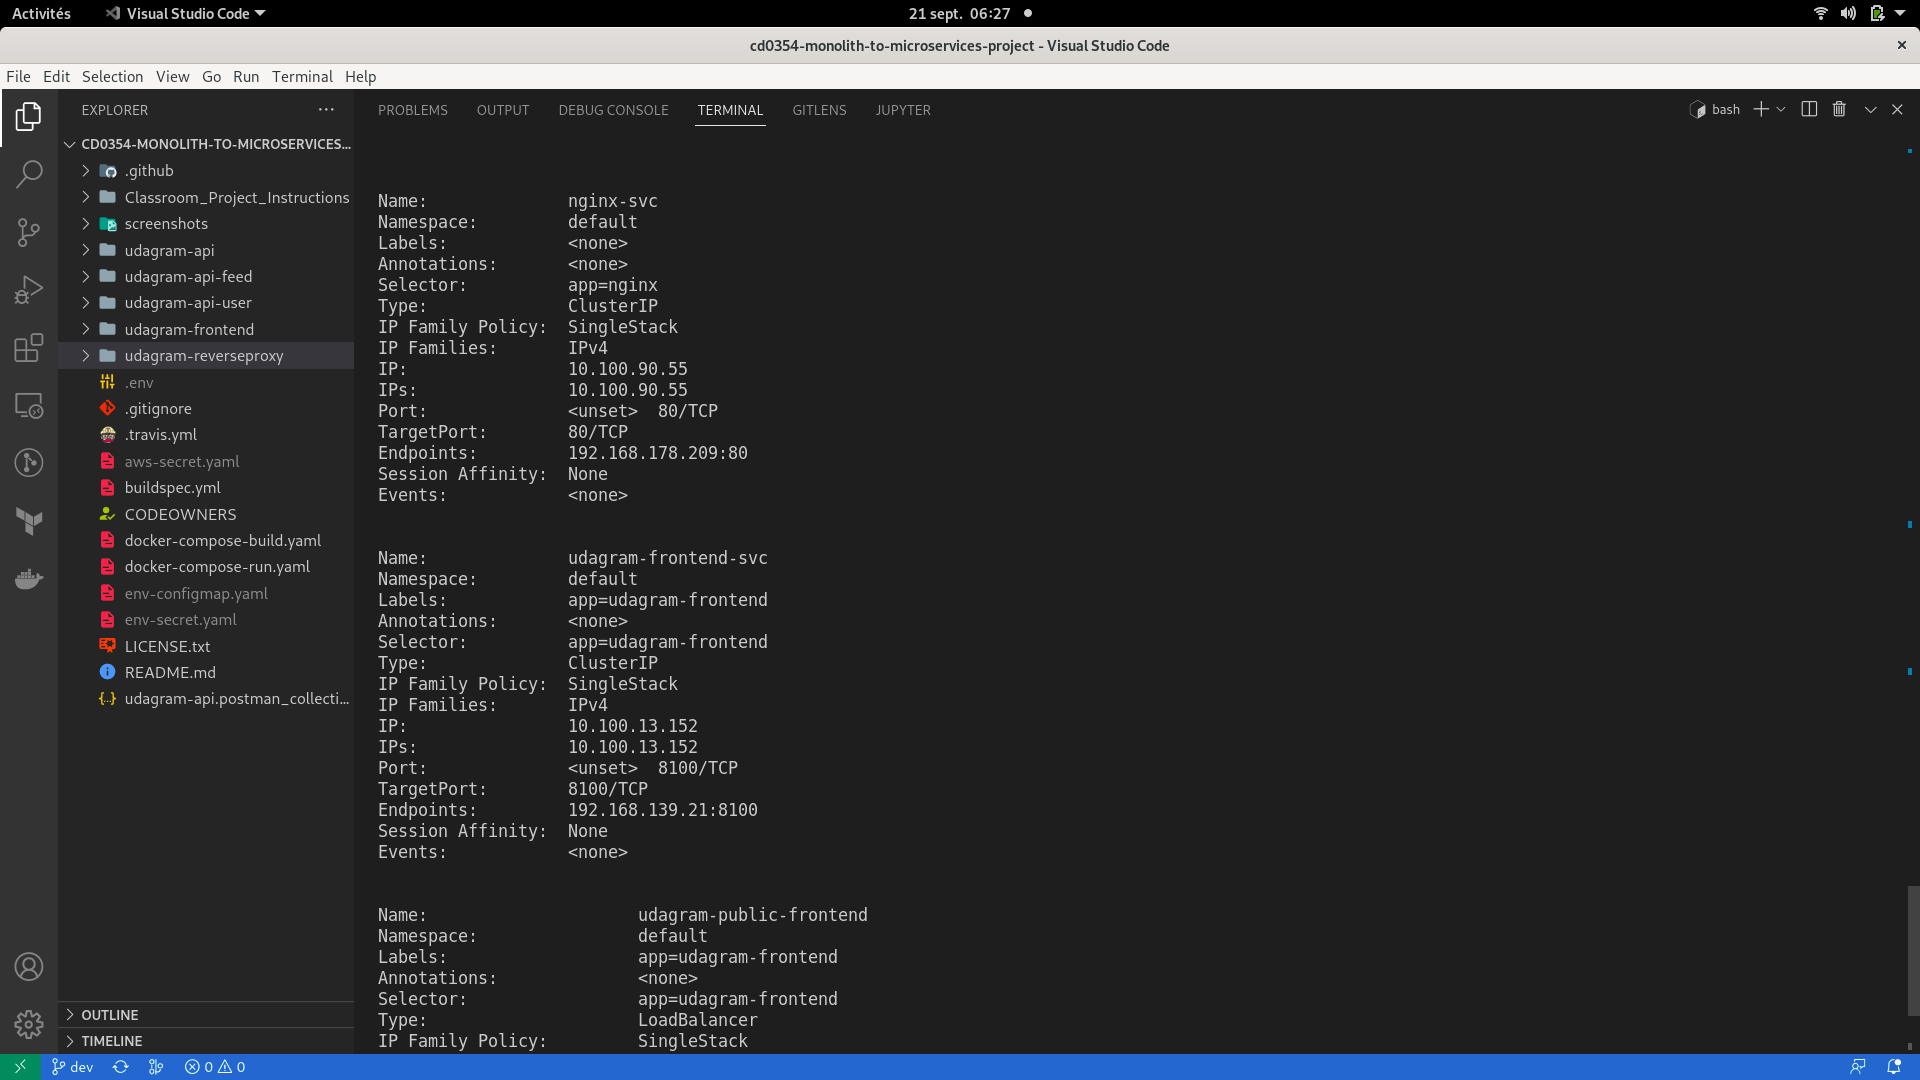 Activités Visual Studio Code 21 sept. 06:27
cd0354-monolith-to-microservices-project - Visual Studio Code
File Edit Selection View Go Run Terminal Help
EXPLORER
CD0354-MONOLITH-TO-MICROSERVICES...
.github
Classroom_Project_Instructions
screenshots
udagram-api
udagram-api-feed
udagram-api-user
udagram-frontend
udagram-reverseproxy
.env
.gitignore
.travis.yml
aws-secret.yaml
buildspec.yml
CODEOWNERS
docker-compose-build.yaml
docker-compose-run.yaml
env-configmap.yaml
env-secret.yaml
LICENSE.txt
README.md
udagram-api.postman_collecti...
OUTLINE
TIMELINE
PROBLEMS OUTPUT DEBUG CONSOLE TERMINAL GITLENS JUPYTER bash
Name: nginx-svc
Namespace: default
Labels: <none>
Annotations: <none>
Selector: app=nginx
Type: ClusterIP
IP Family Policy: SingleStack
IP Families: IPv4
IP: 10.100.90.55
IPs: 10.100.90.55
Port: <unset> 80/TCP
TargetPort: 80/TCP
Endpoints: 192.168.178.209:80
Session Affinity: None
Events: <none>
Name: udagram-frontend-svc
Namespace: default
Labels: app=udagram-frontend
Annotations: <none>
Selector: app=udagram-frontend
Type: ClusterIP
IP Family Policy: SingleStack
IP Families: IPv4
IP: 10.100.13.152
IPs: 10.100.13.152
Port: <unset> 8100/TCP
TargetPort: 8100/TCP
Endpoints: 192.168.139.21:8100
Session Affinity: None
Events: <none>
Name: udagram-public-frontend
Namespace: default
Labels: app=udagram-frontend
Annotations: <none>
Selector: app=udagram-frontend
Type: LoadBalancer
IP Family Policy: SingleStack
dev 0 0